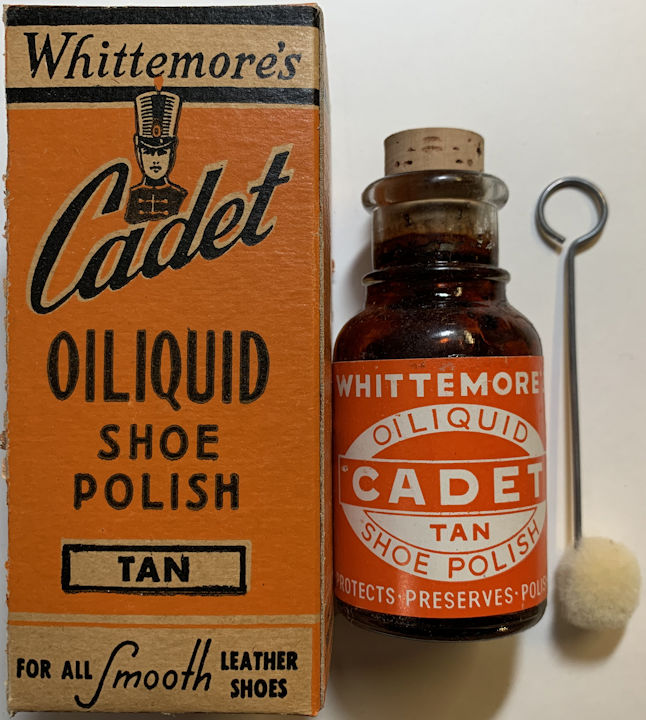 Whittemore's
Cadet
OILIQUID
SHOE
POLISH
TAN
FOR ALL Smooth LEATHER
SHOES
WHITTEMORE'
OILIQUID
CADET
TAN
SHOE POLISH
PROTECTS · PRESERVES ·